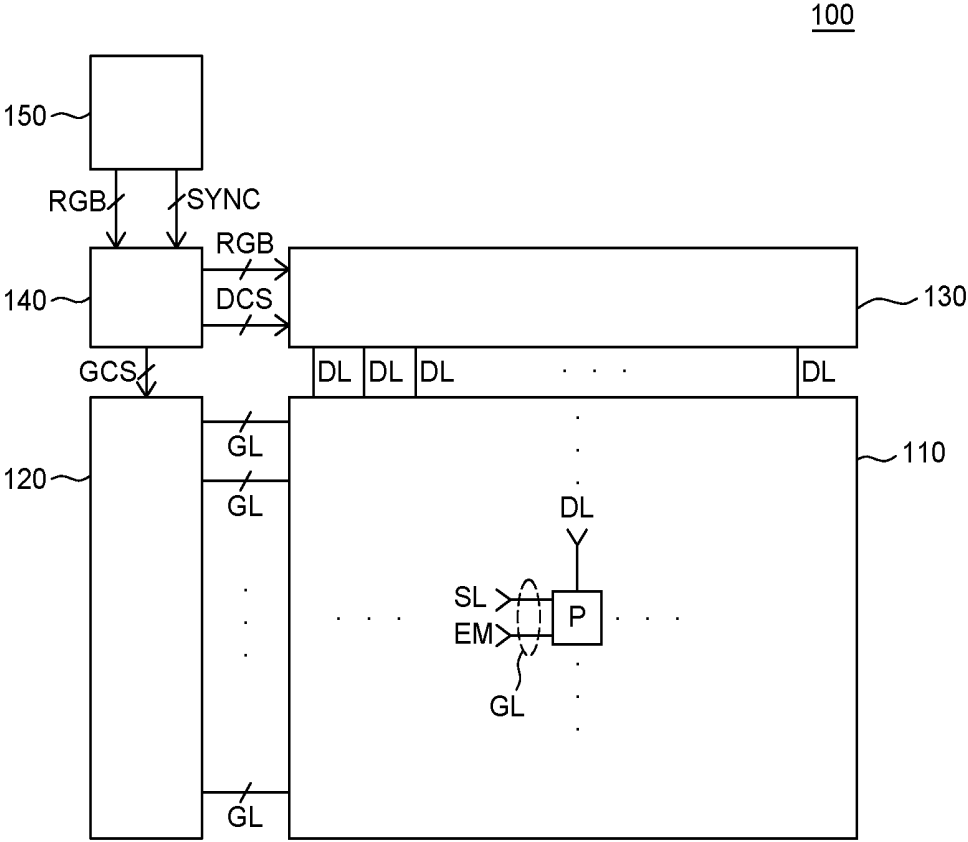 100
150
RGB
SYNC
RGB
140
DCS
130
GCS
DL
DL
DL
. . .
DL
GL
110
120
GL
DL
SL
EM
P
GL
GL